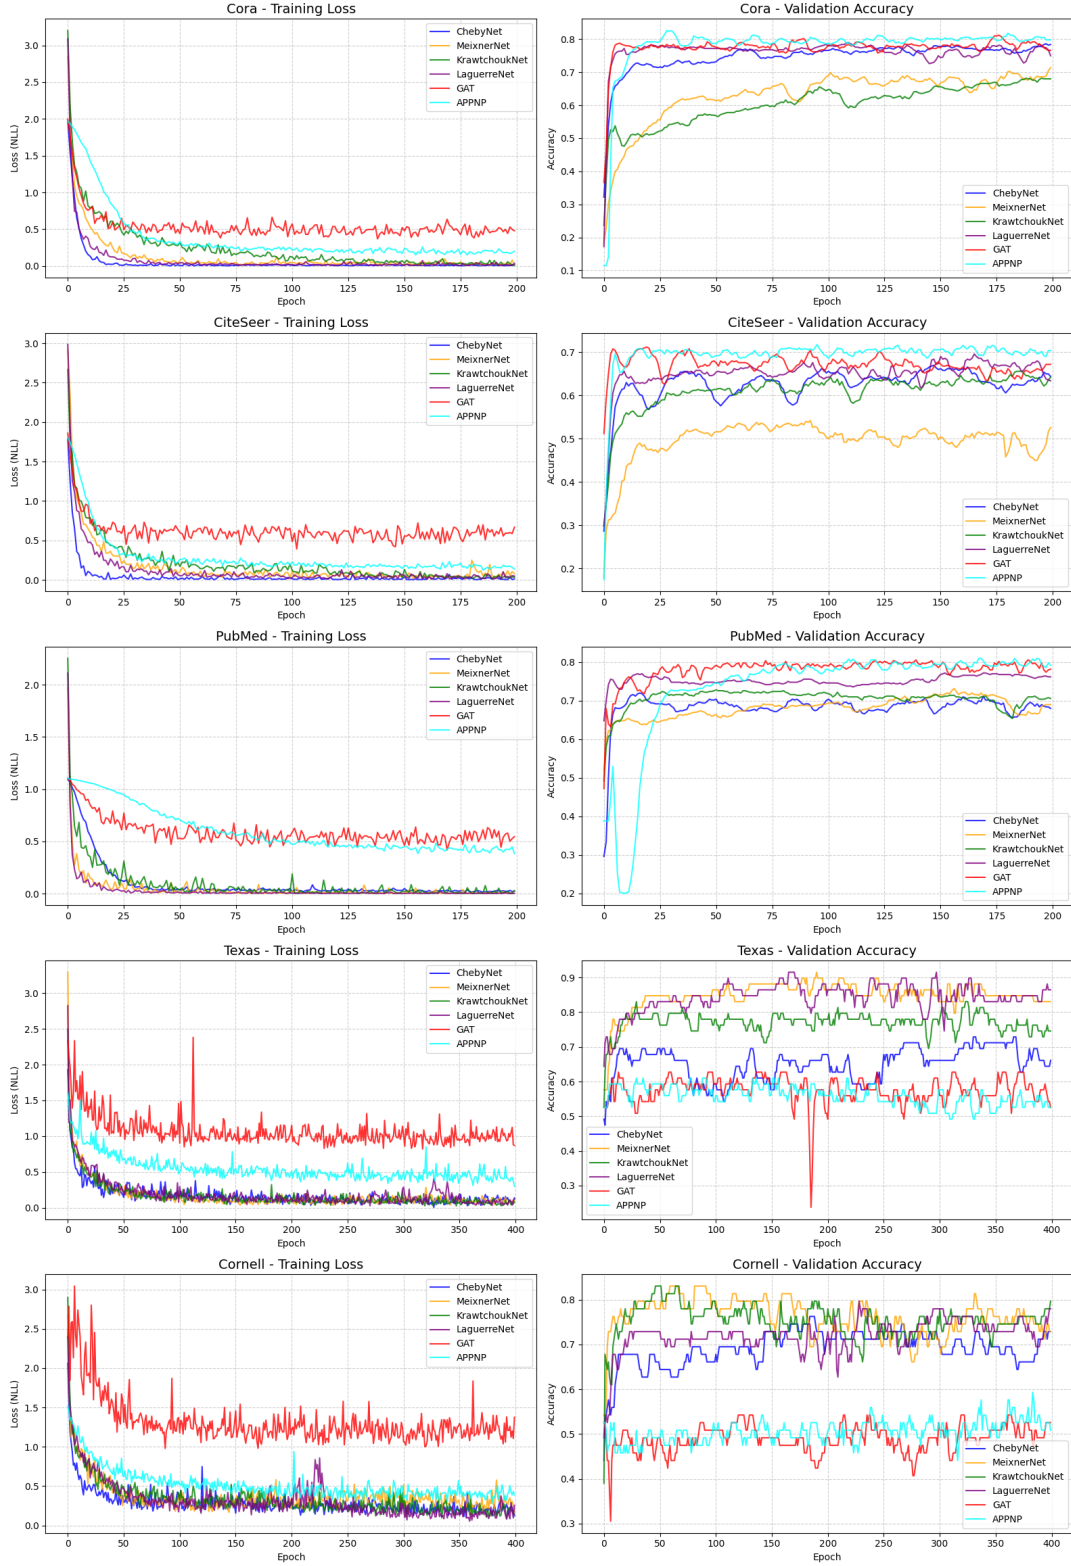 Cora - Training Loss
Loss (NLL)
3.0
2.5
2.0
1.5
1.0
0.5
0.0
0
25
50
75
100
125
150
175
200
Epoch
ChebyNet
MeixnerNet
KrawtchoukNet
LaguerreNet
GAT
APPNP
Cora - Validation Accuracy
Accuracy
0.8
0.7
0.6
0.5
0.4
0.3
0.2
0.1
0
25
50
75
100
125
150
175
200
Epoch
ChebyNet
MeixnerNet
KrawtchoukNet
LaguerreNet
GAT
APPNP
CiteSeer - Training Loss
Loss (NLL)
3.0
2.5
2.0
1.5
1.0
0.5
0.0
0
25
50
75
100
125
150
175
200
Epoch
ChebyNet
MeixnerNet
KrawtchoukNet
LaguerreNet
GAT
APPNP
CiteSeer - Validation Accuracy
Accuracy
0.7
0.6
0.5
0.4
0.3
0.2
0
25
50
75
100
125
150
175
200
Epoch
ChebyNet
MeixnerNet
KrawtchoukNet
LaguerreNet
GAT
APPNP
PubMed - Training Loss
Loss (NLL)
2.0
1.5
1.0
0.5
0.0
0
25
50
75
100
125
150
175
200
Epoch
ChebyNet
MeixnerNet
KrawtchoukNet
LaguerreNet
GAT
APPNP
PubMed - Validation Accuracy
Accuracy
0.8
0.7
0.6
0.5
0.4
0.3
0.2
0
25
50
75
100
125
150
175
200
Epoch
ChebyNet
MeixnerNet
KrawtchoukNet
LaguerreNet
GAT
APPNP
Texas - Training Loss
Loss (NLL)
3.0
2.5
2.0
1.5
1.0
0.5
0.0
0
50
100
150
200
250
300
350
400
Epoch
ChebyNet
MeixnerNet
KrawtchoukNet
LaguerreNet
GAT
APPNP
Texas - Validation Accuracy
Accuracy
0.9
0.8
0.7
0.6
0.5
0.4
0.3
0
50
100
150
200
250
300
350
400
Epoch
ChebyNet
MeixnerNet
KrawtchoukNet
LaguerreNet
GAT
APPNP
Cornell - Training Loss
Loss (NLL)
3.0
2.5
2.0
1.5
1.0
0.5
0.0
0
50
100
150
200
250
300
350
400
Epoch
ChebyNet
MeixnerNet
KrawtchoukNet
LaguerreNet
GAT
APPNP
Cornell - Validation Accuracy
Accuracy
0.8
0.7
0.6
0.5
0.4
0.3
0
50
100
150
200
250
300
350
400
Epoch
ChebyNet
MeixnerNet
KrawtchoukNet
LaguerreNet
GAT
APPNP